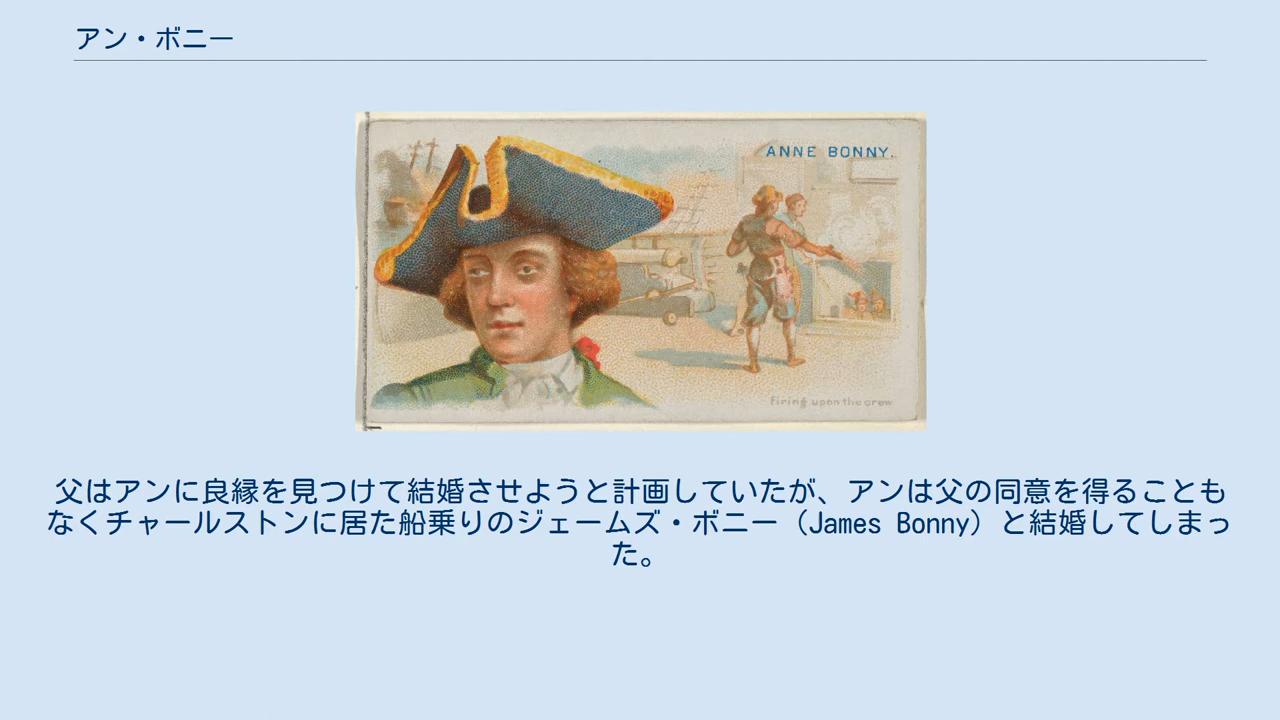 アン・ボニー
ANNE BONNY.
Firing upon the crew
父はアンに良縁を見つけて結婚させようと計画していたが、アンは父の同意を得ることも
なくチャールストンに居た船乗りのジェームズ・ボニー（James Bonny）と結婚してしまっ
た。